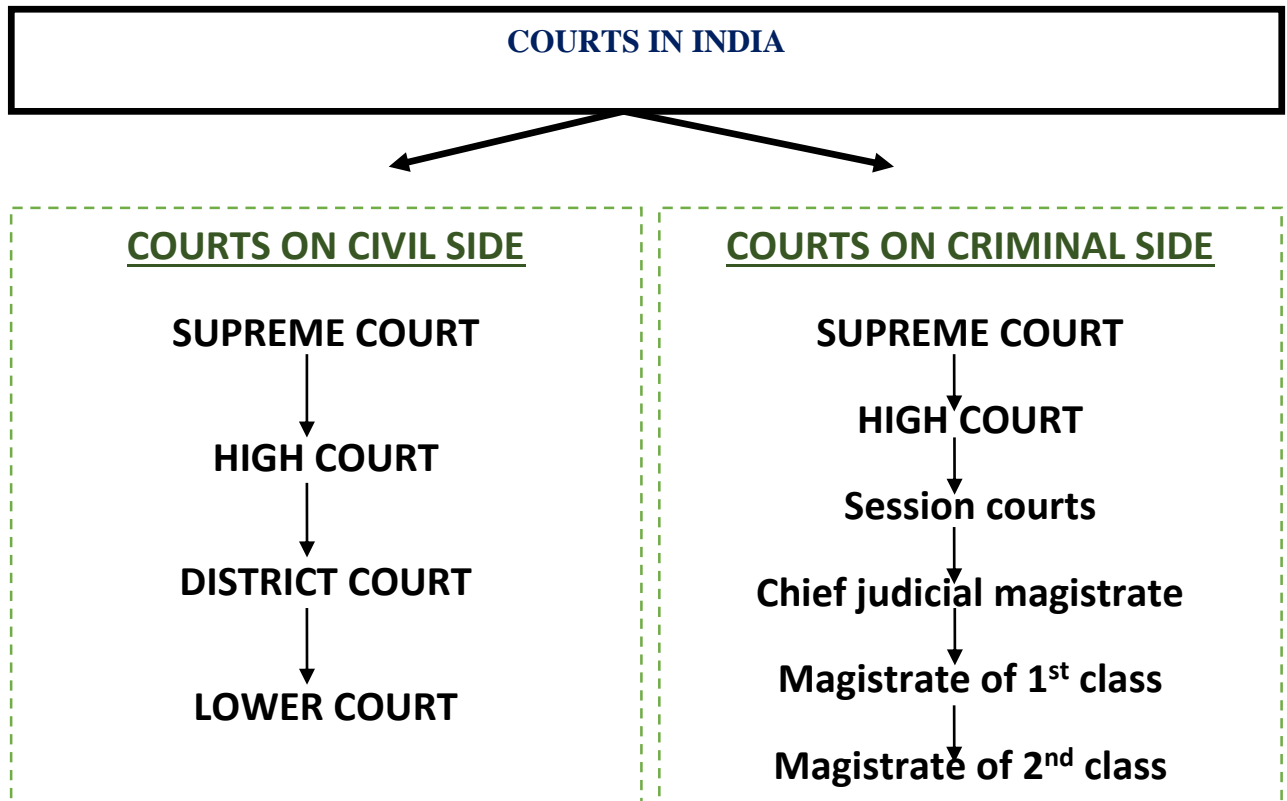 COURTS IN INDIA
COURTS ON CIVIL SIDE
SUPREME COURT
HIGH COURT
DISTRICT COURT
LOWER COURT
COURTS ON CRIMINAL SIDE
SUPREME COURT
HIGH COURT
Session courts
Chief judicial magistrate
Magistrate of 1st class
Magistrate of 2nd class